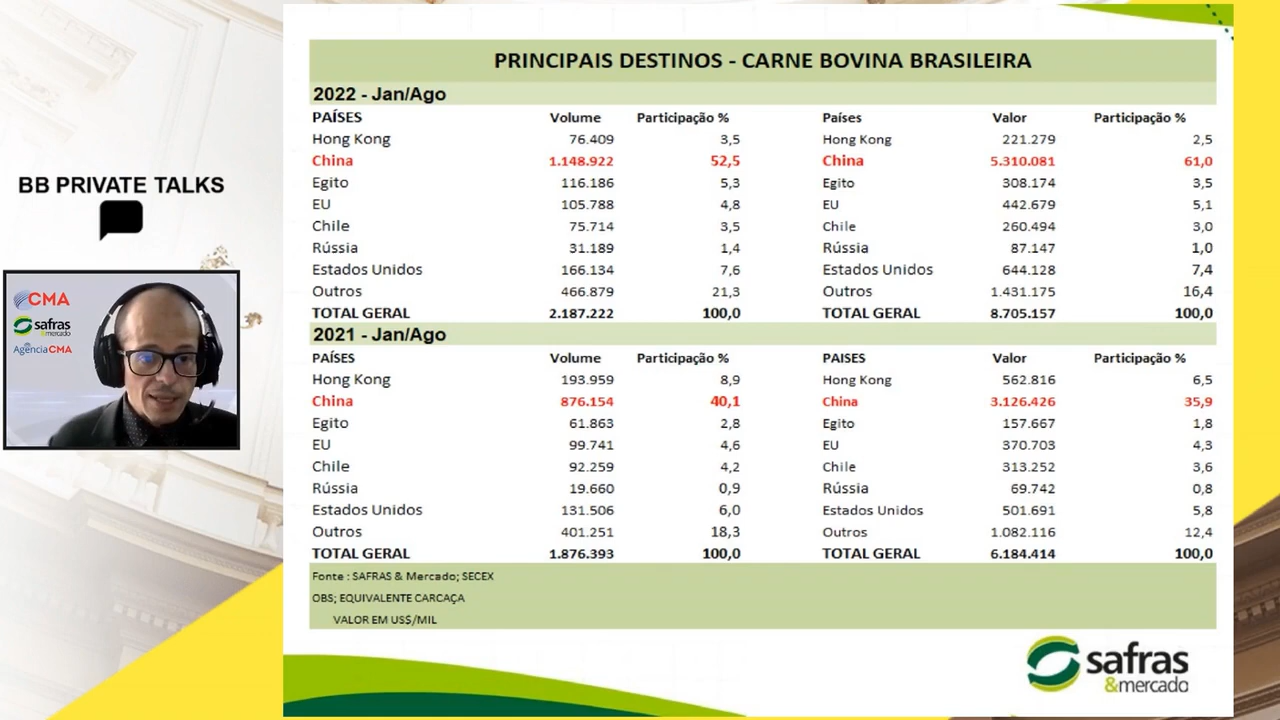 BB PRIVATE TALKS
CMA
safras
&mercado
AgênciaCMA
PRINCIPAIS DESTINOS - CARNE BOVINA BRASILEIRA
2022 - Jan/Ago
PAÍSES Volume Participação % Países Valor Participação %
Hong Kong 76.409 3,5 Hong Kong 221.279 2,5
China 1.148.922 52,5 China 5.310.081 61,0
Egito 116.186 5,3 Egito 308.174 3,5
EU 105.788 4,8 EU 442.679 5,1
Chile 75.714 3,5 Chile 260.494 3,0
Rússia 31.189 1,4 Rússia 87.147 1,0
Estados Unidos 166.134 7,6 Estados Unidos 644.128 7,4
Outros 466.879 21,3 Outros 1.431.175 16,4
TOTAL GERAL 2.187.222 100,0 TOTAL GERAL 8.705.157 100,0
2021 - Jan/Ago
PAÍSES Volume Participação % PAISES Valor Participação %
Hong Kong 193.959 8,9 Hong Kong 562.816 6,5
China 876.154 40,1 China 3.126.426 35,9
Egito 61.863 2,8 Egito 157.667 1,8
EU 99.741 4,6 EU 370.703 4,3
Chile 92.259 4,2 Chile 313.252 3,6
Rússia 19.660 0,9 Rússia 69.742 0,8
Estados Unidos 131.506 6,0 Estados Unidos 501.691 5,8
Outros 401.251 18,3 Outros 1.082.116 12,4
TOTAL GERAL 1.876.393 100,0 TOTAL GERAL 6.184.414 100,0
Fonte : SAFRAS & Mercado; SECEX
OBS; EQUIVALENTE CARCAÇA
VALOR EM US$/MIL
safras
&mercado